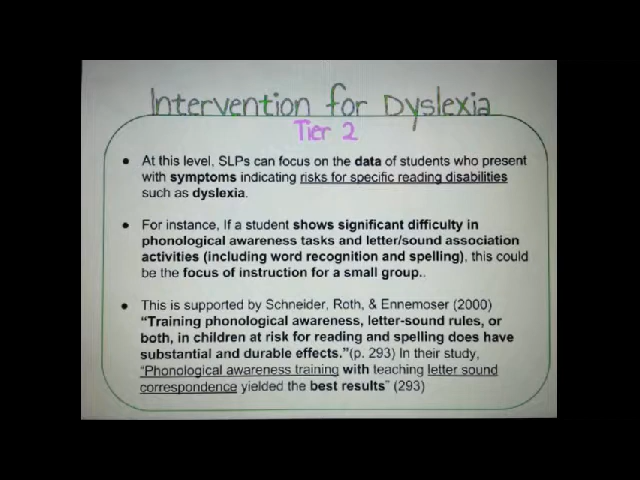 Intervention for Dyslexia
Tier 2
• At this level, SLPs can focus on the data of students who present
with symptoms indicating risks for specific reading disabilities
such as dyslexia.
• For instance, If a student shows significant difficulty in
phonological awareness tasks and letter/sound association
activities (including word recognition and spelling), this could
be the focus of instruction for a small group..
• This is supported by Schneider, Roth, & Ennemoser (2000)
“Training phonological awareness, letter-sound rules, or
both, in children at risk for reading and spelling does have
substantial and durable effects.”(p. 293) In their study,
“Phonological awareness training with teaching letter sound
correspondence yielded the best results” (293)